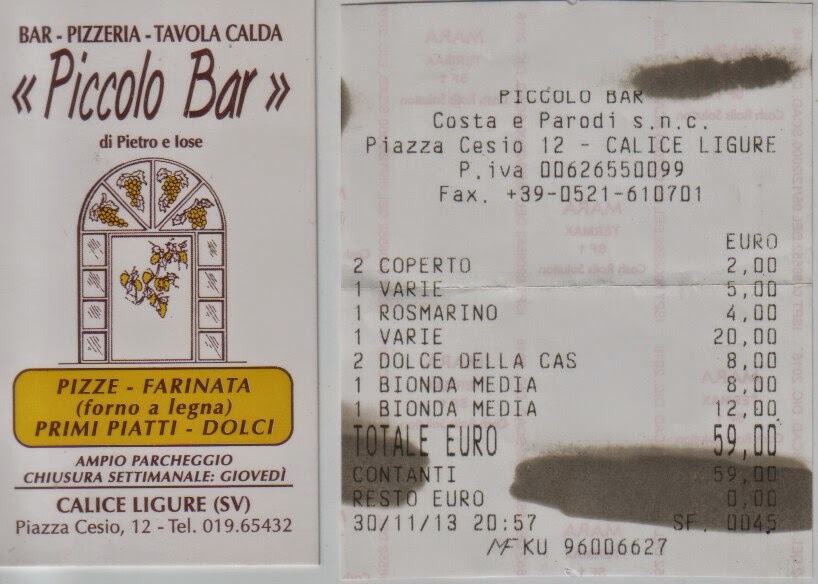 BAR - PIZZERIA - TAVOLA CALDA
« Piccolo Bar »
di Pietro e Iose
PIZZE - FARINATA
(forno a legna)
PRIMI PIATTI - DOLCI
AMPIO PARCHEGGIO
CHIUSURA SETTIMANALE: GIOVEDÌ
CALICE LIGURE (SV)
Piazza Cesio, 12 - Tel. 019.65432
PICCOLO BAR
Costa e Parodi s.n.c.
Piazza Cesio 12 - CALICE LIGURE
P.iva 00626550099
Fax. +39-0521-610701
EURO
2 COPERTO 2,00
1 VARIE 5,00
1 ROSMARINO 4,00
1 VARIE 20,00
2 DOLCE DELLA CAS 8,00
1 BIONDA MEDIA 8,00
1 BIONDA MEDIA 12,00
TOTALE EURO 59,00
CONTANTI 59,00
RESTO EURO 0,00
30/11/13 20:57 SF. 0045
MF KU 96006627